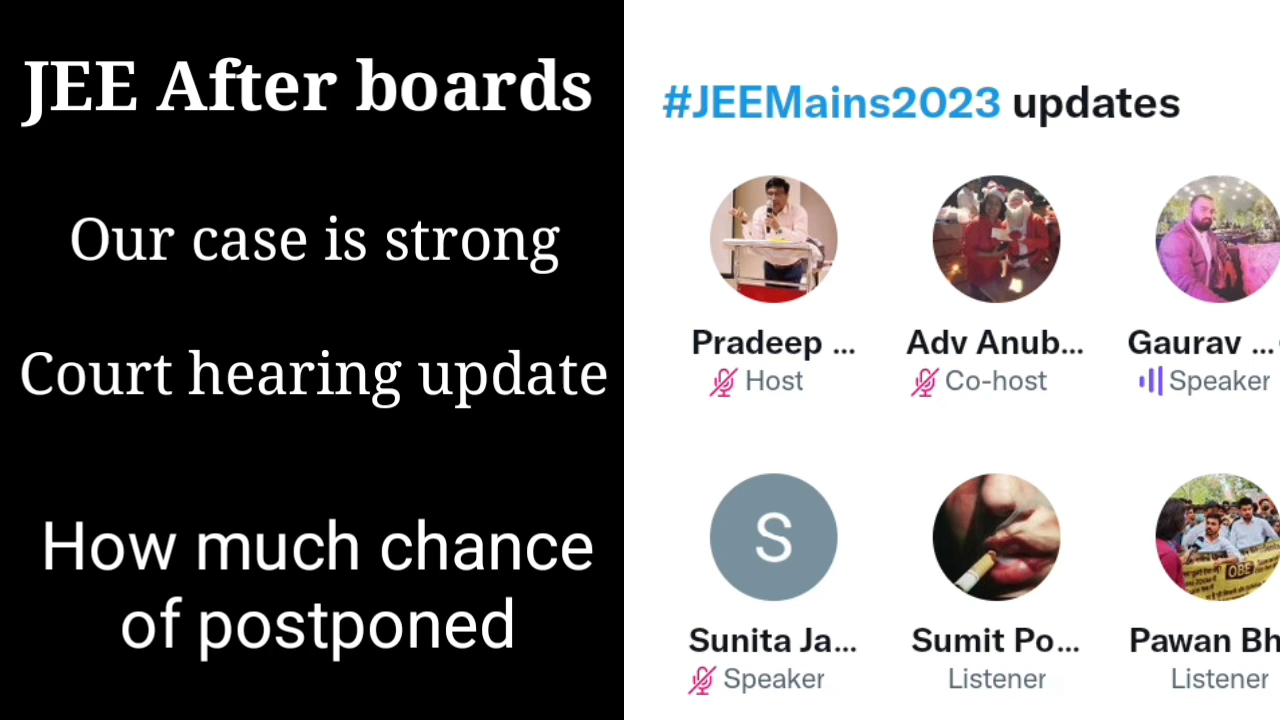 JEE After boards
Our case is strong
Court hearing update
How much chance
of postponed
#JEEMains2023 updates
Pradeep ... Adv Anub... Gaurav ...
Host Co-host Speaker
S
OBE
Sunita Ja... Sumit Po... Pawan Bh
Speaker Listener Listener